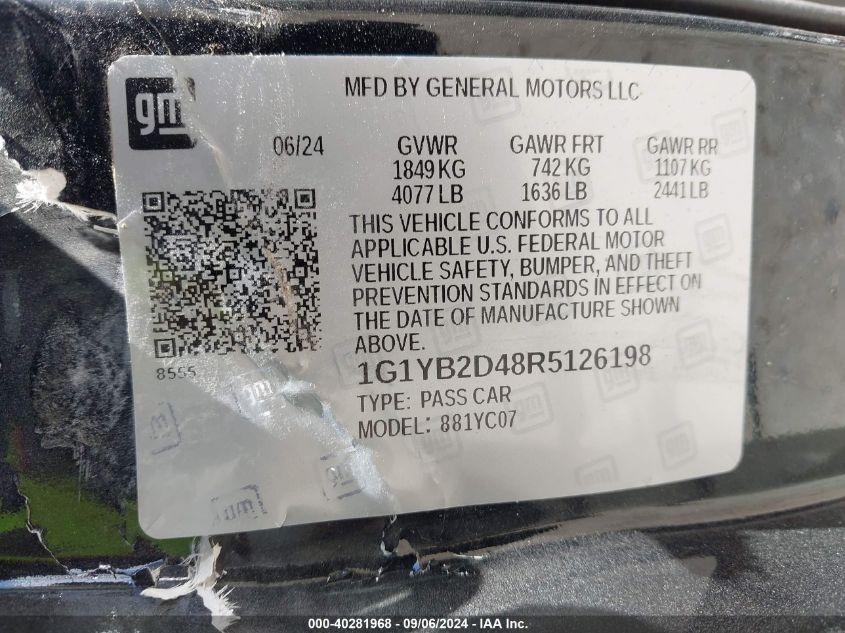 gm
MFD BY GENERAL MOTORS LLC
06/24 GVWR GAWR FRT GAWR RR
1849 KG 742 KG 1107 KG
4077 LB 1636 LB 2441 LB
THIS VEHICLE CONFORMS TO ALL
APPLICABLE U.S. FEDERAL MOTOR
VEHICLE SAFETY, BUMPER, AND THEFT
PREVENTION STANDARDS IN EFFECT ON
THE DATE OF MANUFACTURE SHOWN
ABOVE.
8555
1G1YB2D48R5126198
TYPE: PASS CAR
MODEL: 881YC07
000-40281968 - 09/06/2024 - © IAA Inc.